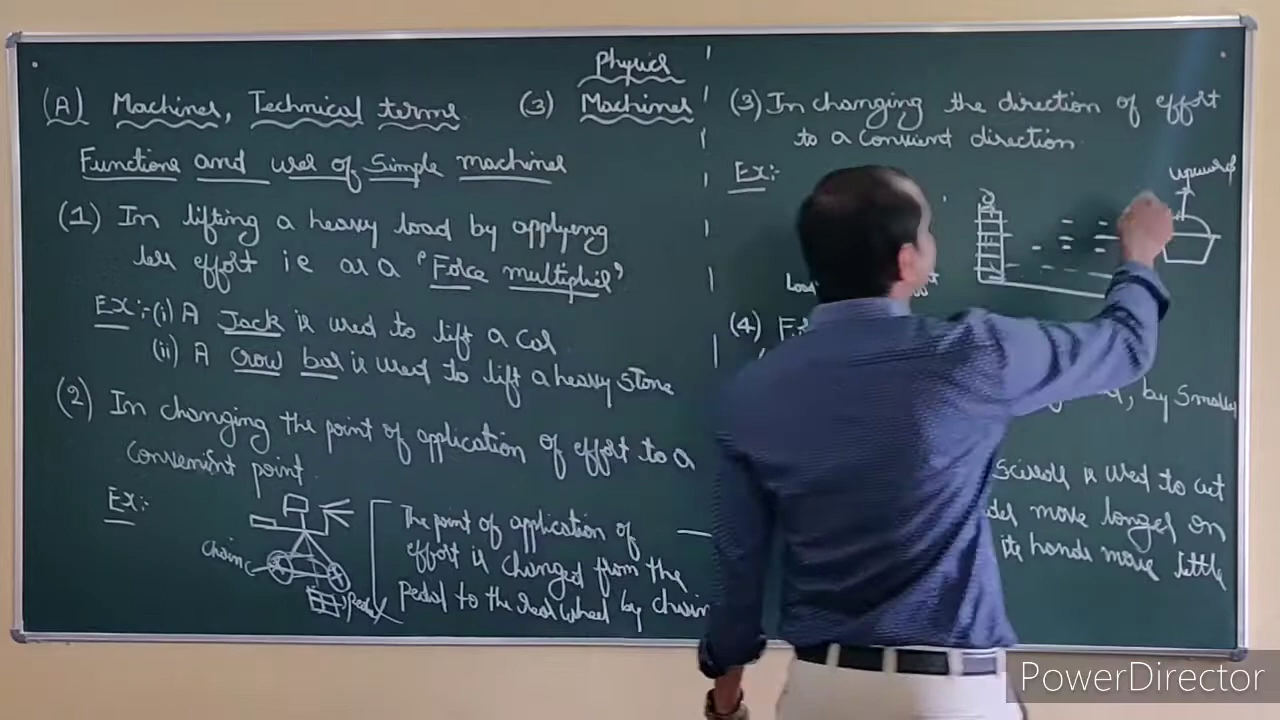 Physics
(A) Machines, Technical terms (3) Machines
Functions and uses of Simple machines
(1) In lifting a heavy load by applying
less effort i.e as a "Force multiplier"
Ex:- (i) A Jack is used to lift a car
(ii) A crow bar is used to lift a heavy stone
(2) In changing the point of application of effort to a
convenient point
Ex:-
chain
pedal
The point of application of
effort is changed from the
pedal to the rear wheel by chain
(3) In changing the direction of effort
to a convient direction
Ex:-
upward
(4)
by smaller
scissors is used to cut
move longer on
its hands move little
PowerDirector